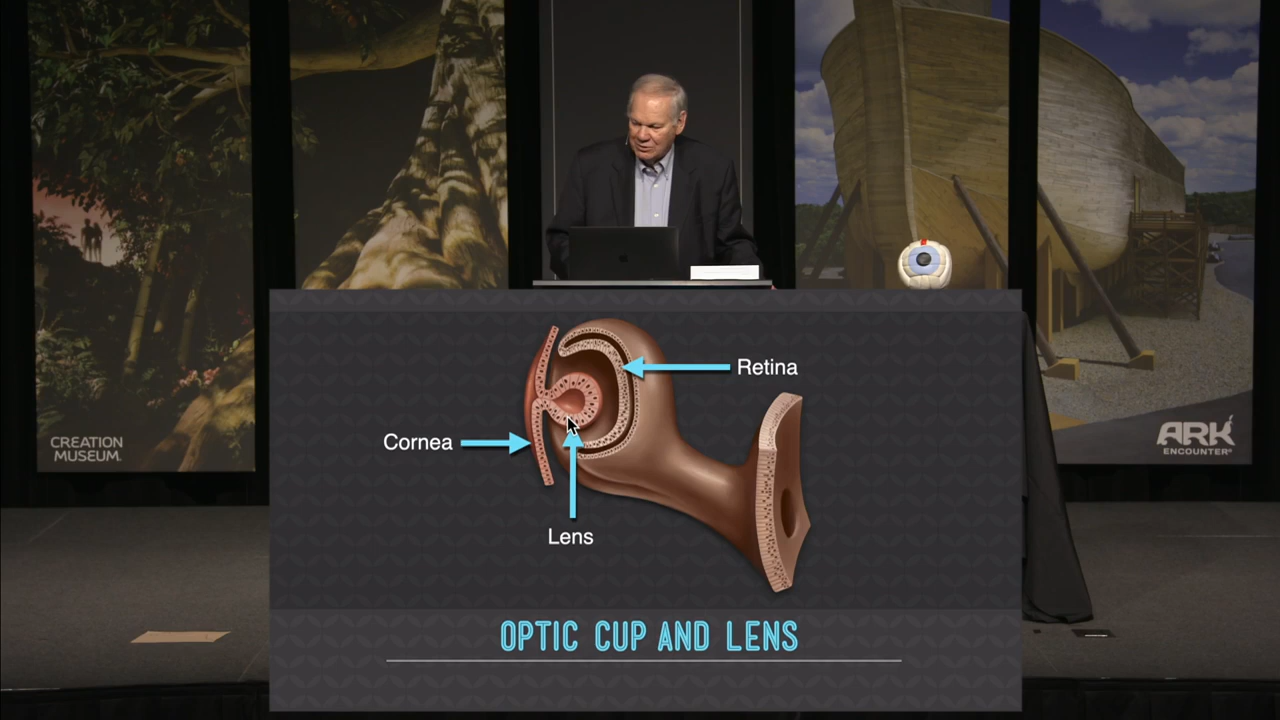 CREATION
MUSEUM
ARK
ENCOUNTER
Retina
Cornea
Lens
OPTIC CUP AND LENS